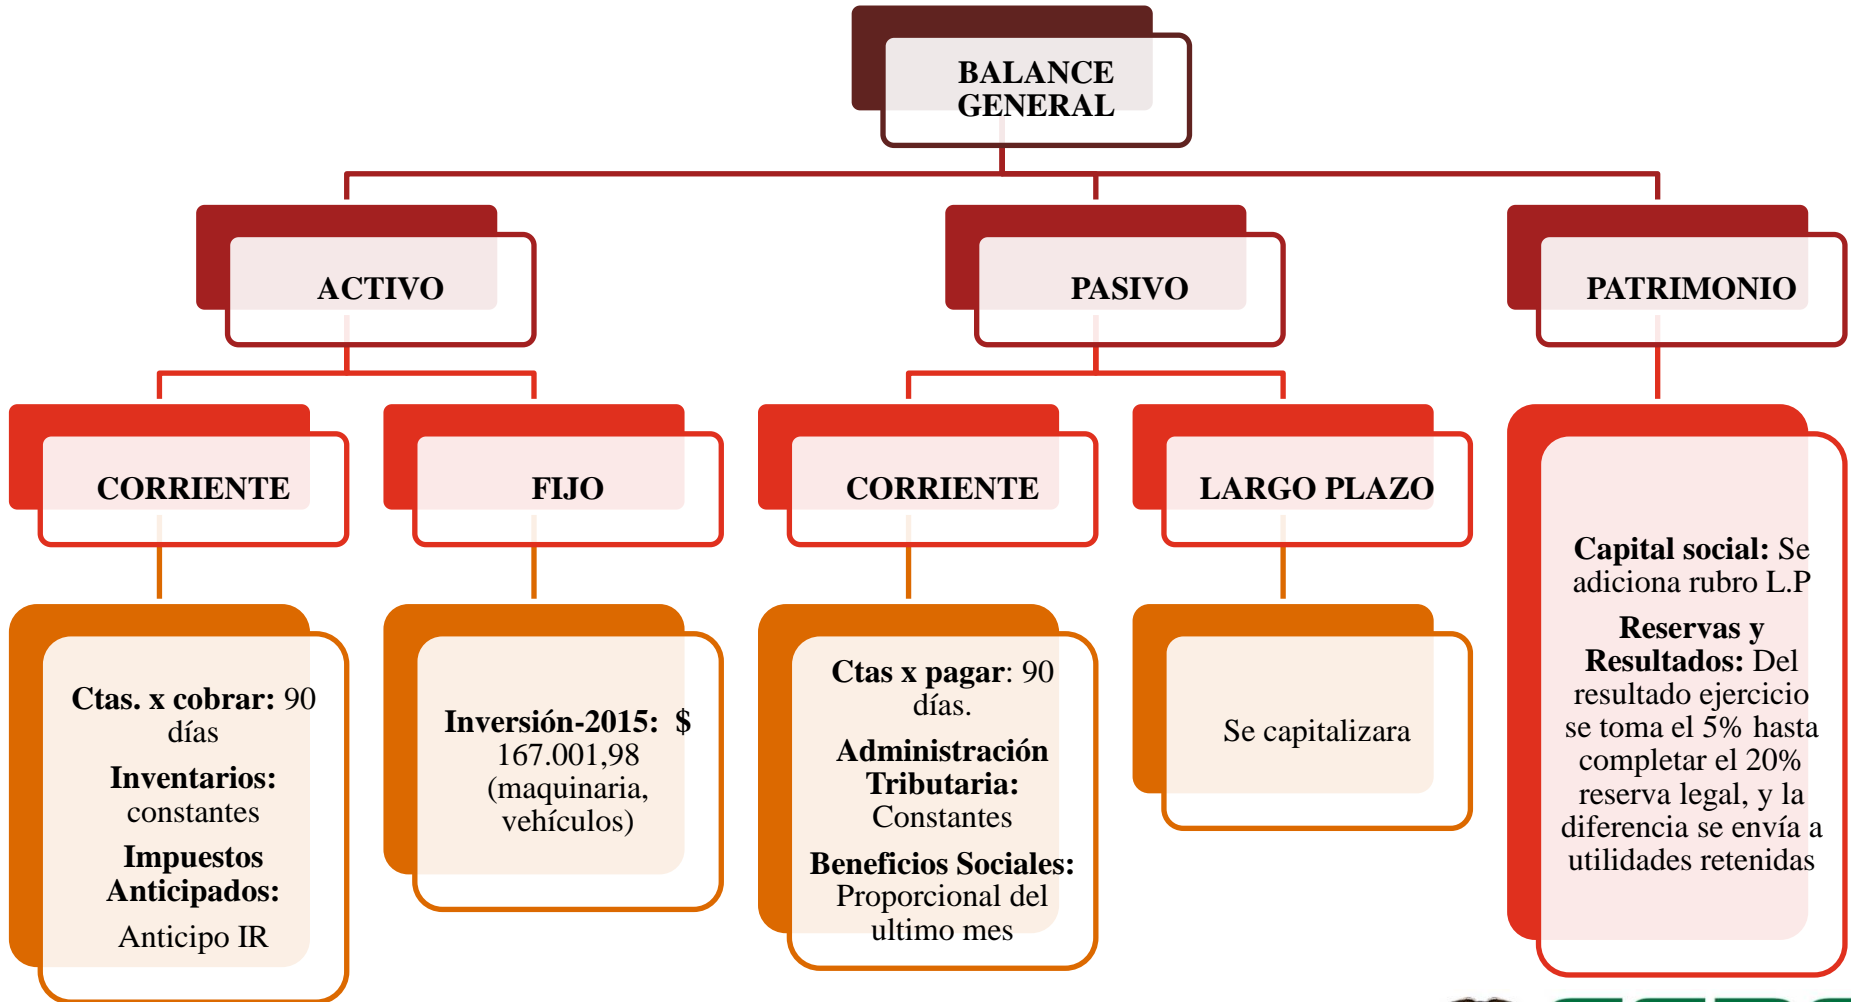 BALANCE
GENERAL
ACTIVO
PASIVO
PATRIMONIO
CORRIENTE
FIJO
CORRIENTE
LARGO PLAZO
Ctas. x cobrar: 90
días
Inventarios:
constantes
Impuestos
Anticipados:
Anticipo IR
Inversión-2015:  $
167.001,98
(maquinaria,
vehículos)
Ctas x pagar: 90
días.
Administración
Tributaria:
Constantes
Beneficios Sociales:
Proporcional del
ultimo mes
Se capitalizara
Capital social: Se
adiciona rubro L.P
Reservas y
Resultados: Del
resultado ejercicio
se toma el 5% hasta
completar el 20%
reserva legal, y la
diferencia se envía a
utilidades retenidas